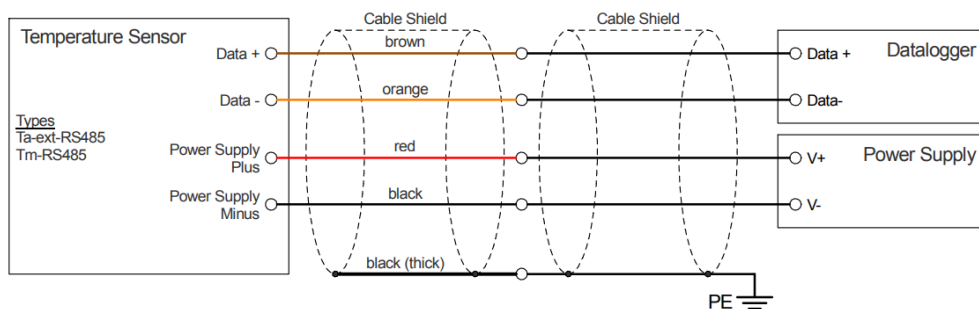 Cable Shield
Cable Shield
Temperature Sensor
brown
Data +
Data +
Datalogger
orange
Data -
Data-
Types
Ta-ext-RS485
Tm-RS485
Power Supply
Plus
red
V+
Power Supply
Power Supply
Minus
black
V-
black (thick)
PE